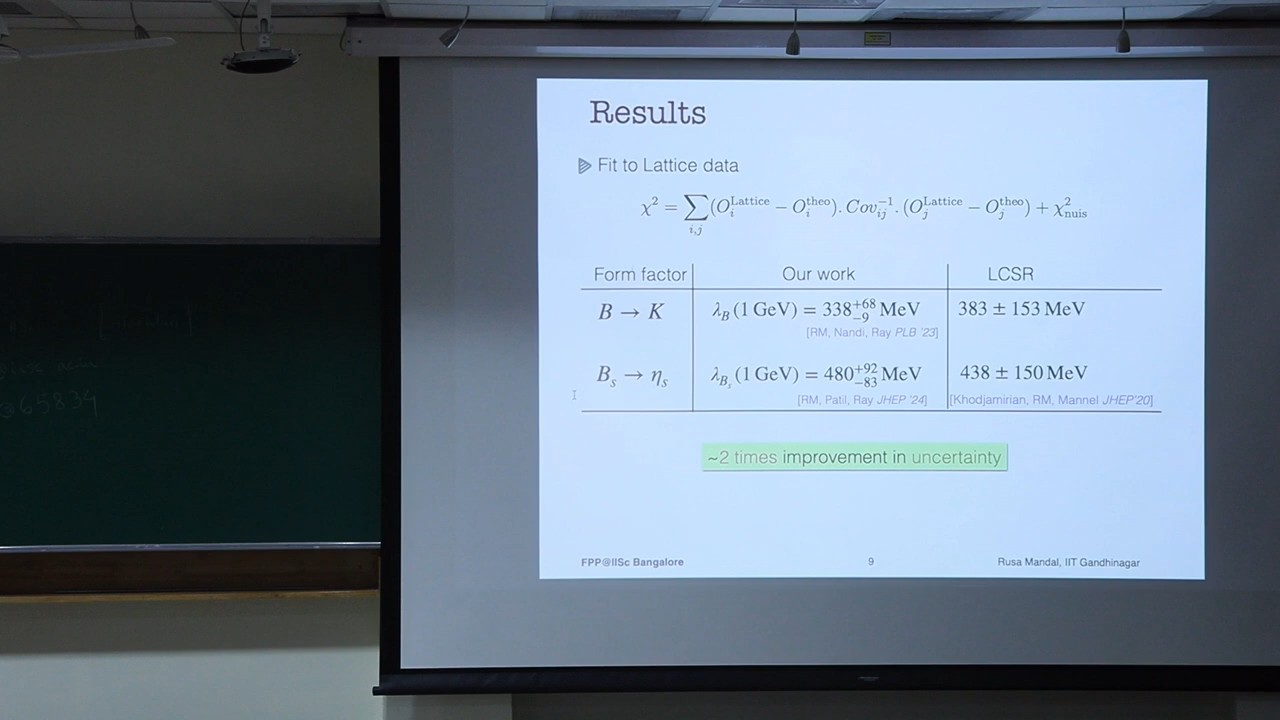 Results
Fit to Lattice data
χ² = ∑_{i,j} (O_i^{Lattice} − O_i^{theo}). Cov_{ij}^{−1}. (O_j^{Lattice} − O_j^{theo}) + χ²_{nuis}
Form factor Our work LCSR
B → K λ_B(1 GeV) = 338^{+68}_{−9} MeV 383 ± 153 MeV
[RM, Nandi, Ray PLB '23]
B_s → η_s λ_{B_s}(1 GeV) = 480^{+92}_{−83} MeV 438 ± 150 MeV
[RM, Patil, Ray JHEP '24] [Khodjamirian, RM, Mannel JHEP'20]
~2 times improvement in uncertainty
FPP@IISc Bangalore 9 Rusa Mandal, IIT Gandhinagar
@65834